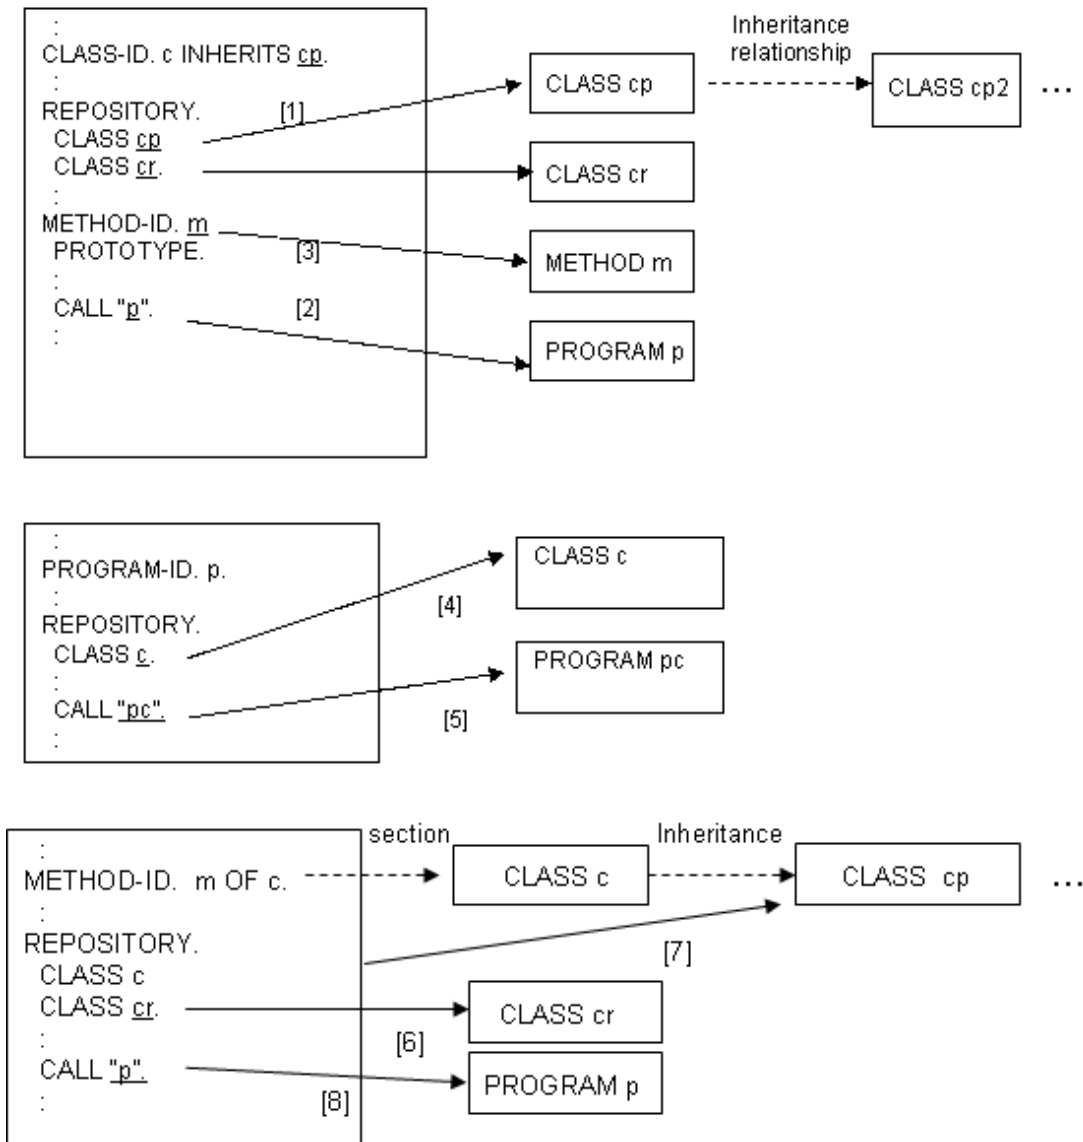 :
CLASS-ID. c INHERITS cp.
:
REPOSITORY.
CLASS cp
CLASS cr.
:
METHOD-ID. m
PROTOTYPE.
:
CALL "p".
:
[1]
[3]
[2]
CLASS cp
Inheritance
relationship
CLASS cp2
...
CLASS cr
METHOD m
PROGRAM p
:
PROGRAM-ID. p.
:
REPOSITORY.
CLASS c.
:
CALL "pc".
:
[4]
[5]
CLASS c
PROGRAM pc
:
METHOD-ID. m OF c.
:
REPOSITORY.
CLASS c
CLASS cr.
:
CALL "p".
:
section
CLASS c
Inheritance
CLASS cp
...
[7]
[6]
CLASS cr
[8]
PROGRAM p